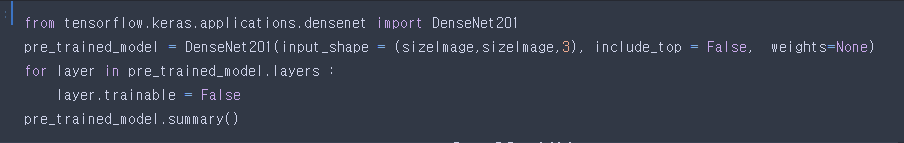 from tensorflow.keras.applications.densenet import DenseNet201
pre_trained_model = DenseNet201(input_shape = (sizeImage,sizeImage,3), include_top = False,  weights=None)
for layer in pre_trained_model.layers :
    layer.trainable = False
pre_trained_model.summary()